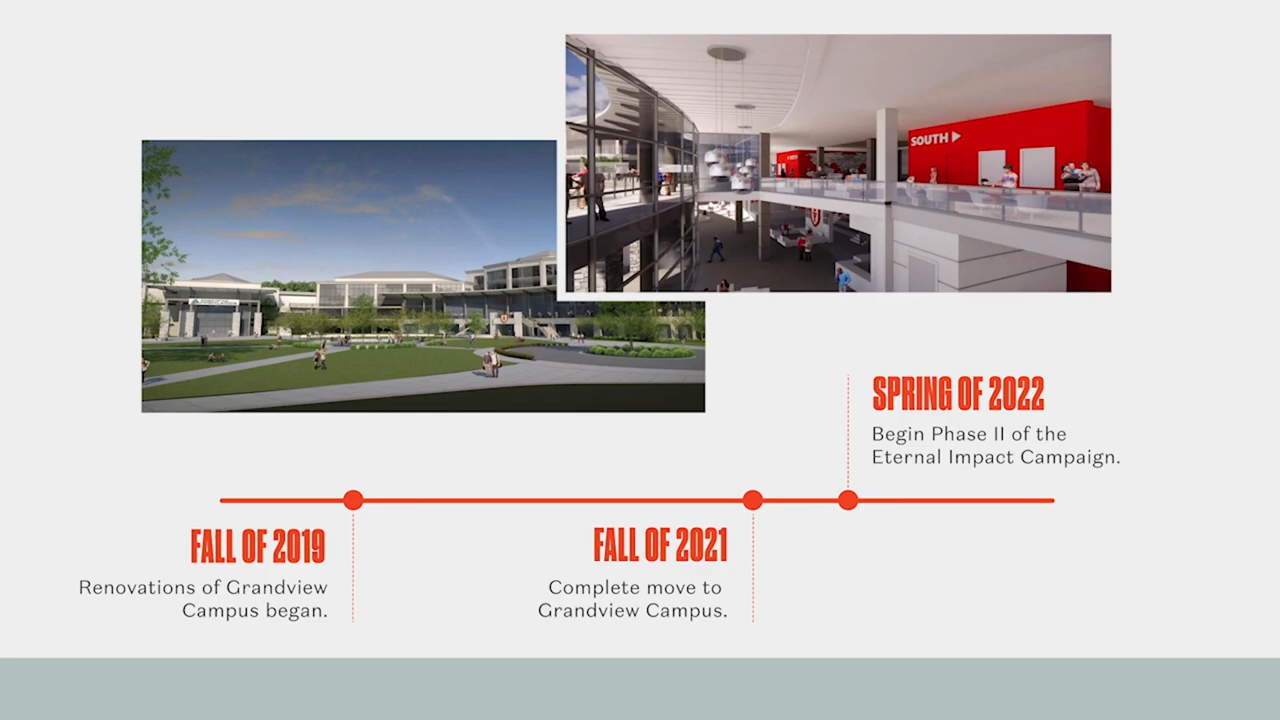 SOUTH
SPRING OF 2022
Begin Phase II of the
Eternal Impact Campaign.
FALL OF 2019
Renovations of Grandview
Campus began.
FALL OF 2021
Complete move to
Grandview Campus.